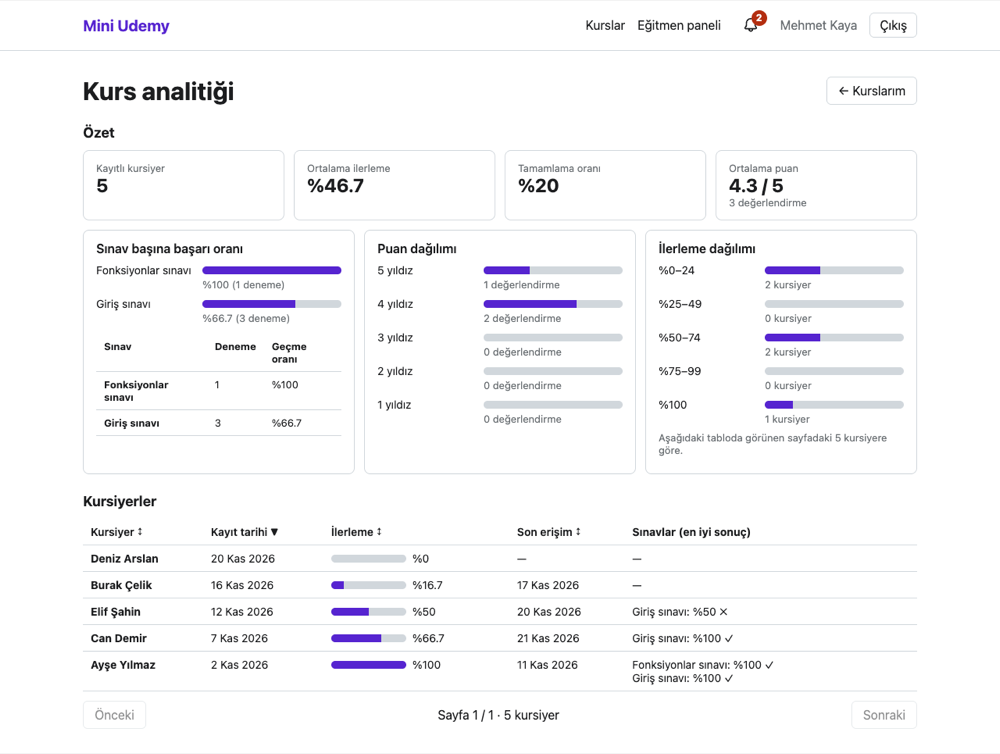 Mini Udemy
Kurslar Eğitmen paneli 2 Mehmet Kaya Çıkış
Kurs analitiği
← Kurslarım
Özet
Kayıtlı kursiyer
5
Ortalama ilerleme
%46.7
Tamamlama oranı
%20
Ortalama puan
4.3 / 5
3 değerlendirme
Sınav başına başarı oranı
Fonksiyonlar sınavı
%100 (1 deneme)
Giriş sınavı
%66.7 (3 deneme)
Sınav Deneme Geçme oranı
Fonksiyonlar sınavı 1 %100
Giriş sınavı 3 %66.7
Puan dağılımı
5 yıldız
1 değerlendirme
4 yıldız
2 değerlendirme
3 yıldız
0 değerlendirme
2 yıldız
0 değerlendirme
1 yıldız
0 değerlendirme
İlerleme dağılımı
%0–24
2 kursiyer
%25–49
0 kursiyer
%50–74
2 kursiyer
%75–99
0 kursiyer
%100
1 kursiyer
Aşağıdaki tabloda görünen sayfadaki 5 kursiyere
göre.
Kursiyerler
Kursiyer ↕ Kayıt tarihi ▼ İlerleme ↕ Son erişim ↕ Sınavlar (en iyi sonuç)
Deniz Arslan 20 Kas 2026 %0 — —
Burak Çelik 16 Kas 2026 %16.7 17 Kas 2026 —
Elif Şahin 12 Kas 2026 %50 20 Kas 2026 Giriş sınavı: %50 ✕
Can Demir 7 Kas 2026 %66.7 21 Kas 2026 Giriş sınavı: %100 ✓
Ayşe Yılmaz 2 Kas 2026 %100 11 Kas 2026 Fonksiyonlar sınavı: %100 ✓
Giriş sınavı: %100 ✓
Önceki Sayfa 1 / 1 · 5 kursiyer Sonraki